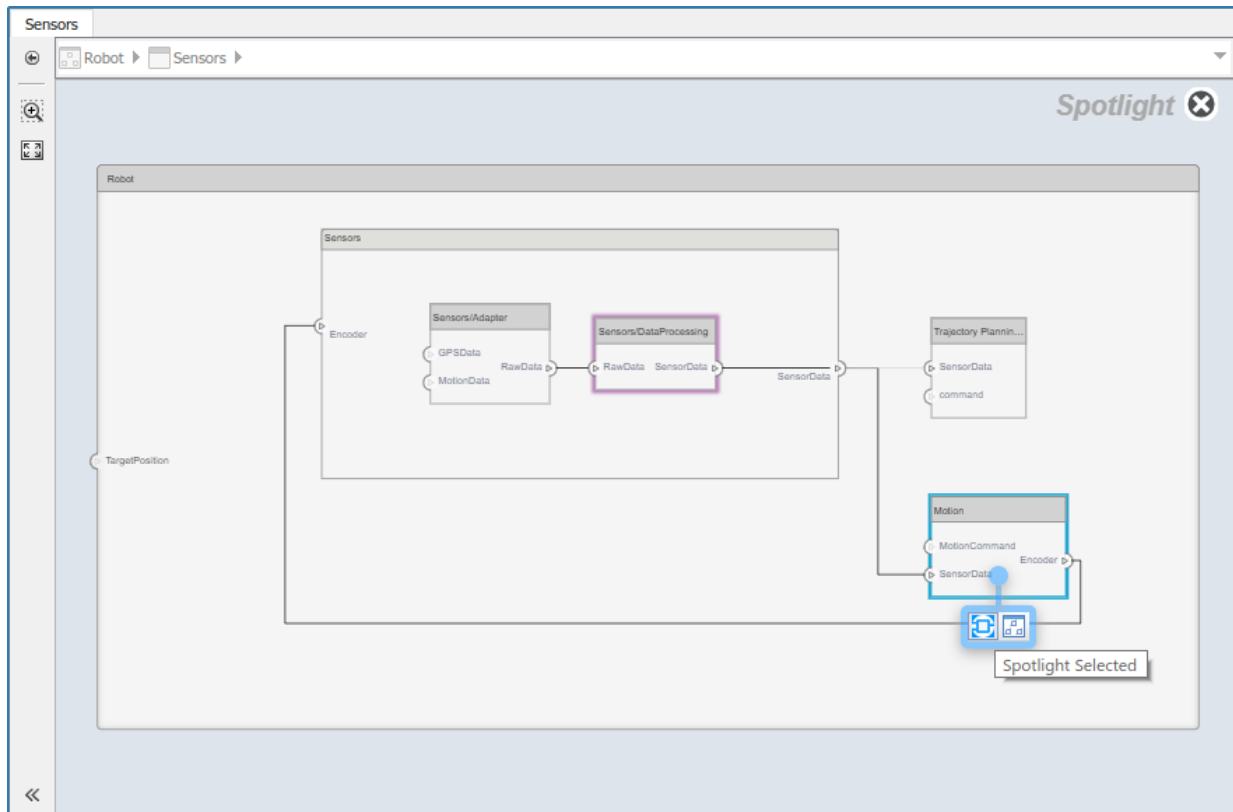 Sensors
Robot Sensors
Spotlight
Robot
Sensors
Encoder
Sensors/Adapter
GPSData
RawData
MotionData
Sensors/DataProcessing
RawData SensorData
SensorData
Trajectory Plannin...
SensorData
command
TargetPosition
Motion
MotionCommand
Encoder
SensorData
Spotlight Selected